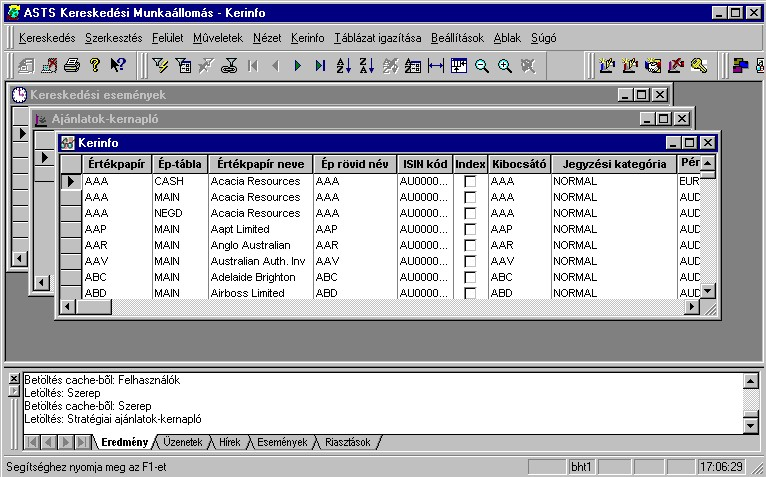 ASTS Kereskedési Munkaállomás - Kerinfo
Kereskedés Szerkesztés Felület Mûveletek Nézet Kerinfo Táblázat igazítása Beállítások Ablak Súgó
Kereskedési események
Ajánlatok-kernapló
Kerinfo
Értékpapír Ép-tábla Értékpapír neve Ép rövid név ISIN kód Index Kibocsátó Jegyzési kategória Pér
AAA CASH Acacia Resources AAA AU0000... AAA NORMAL EUR
AAA MAIN Acacia Resources AAA AU0000... AAA NORMAL AUD
AAA NEGD Acacia Resources AAA AU0000... AAA NORMAL AUD
AAP MAIN Aapt Limited AAP AU0000... AAP NORMAL AUD
AAR MAIN Anglo Australian AAR AU0000... AAR NORMAL AUD
AAV MAIN Australian Auth. Inv AAV AU0000... AAV NORMAL AUD
ABC MAIN Adelaide Brighton ABC AU0000... ABC NORMAL AUD
ABD MAIN Airboss Limited ABD AU0000... ABD NORMAL AUD
Betöltés cache-bõl: Felhasználók
Letöltés: Szerep
Betöltés cache-bõl: Szerep
Letöltés: Stratégiai ajánlatok-kernapló
Eredmény Üzenetek Hírek Események Riasztások
Segítséghez nyomja meg az F1-et bht1 17:06:29